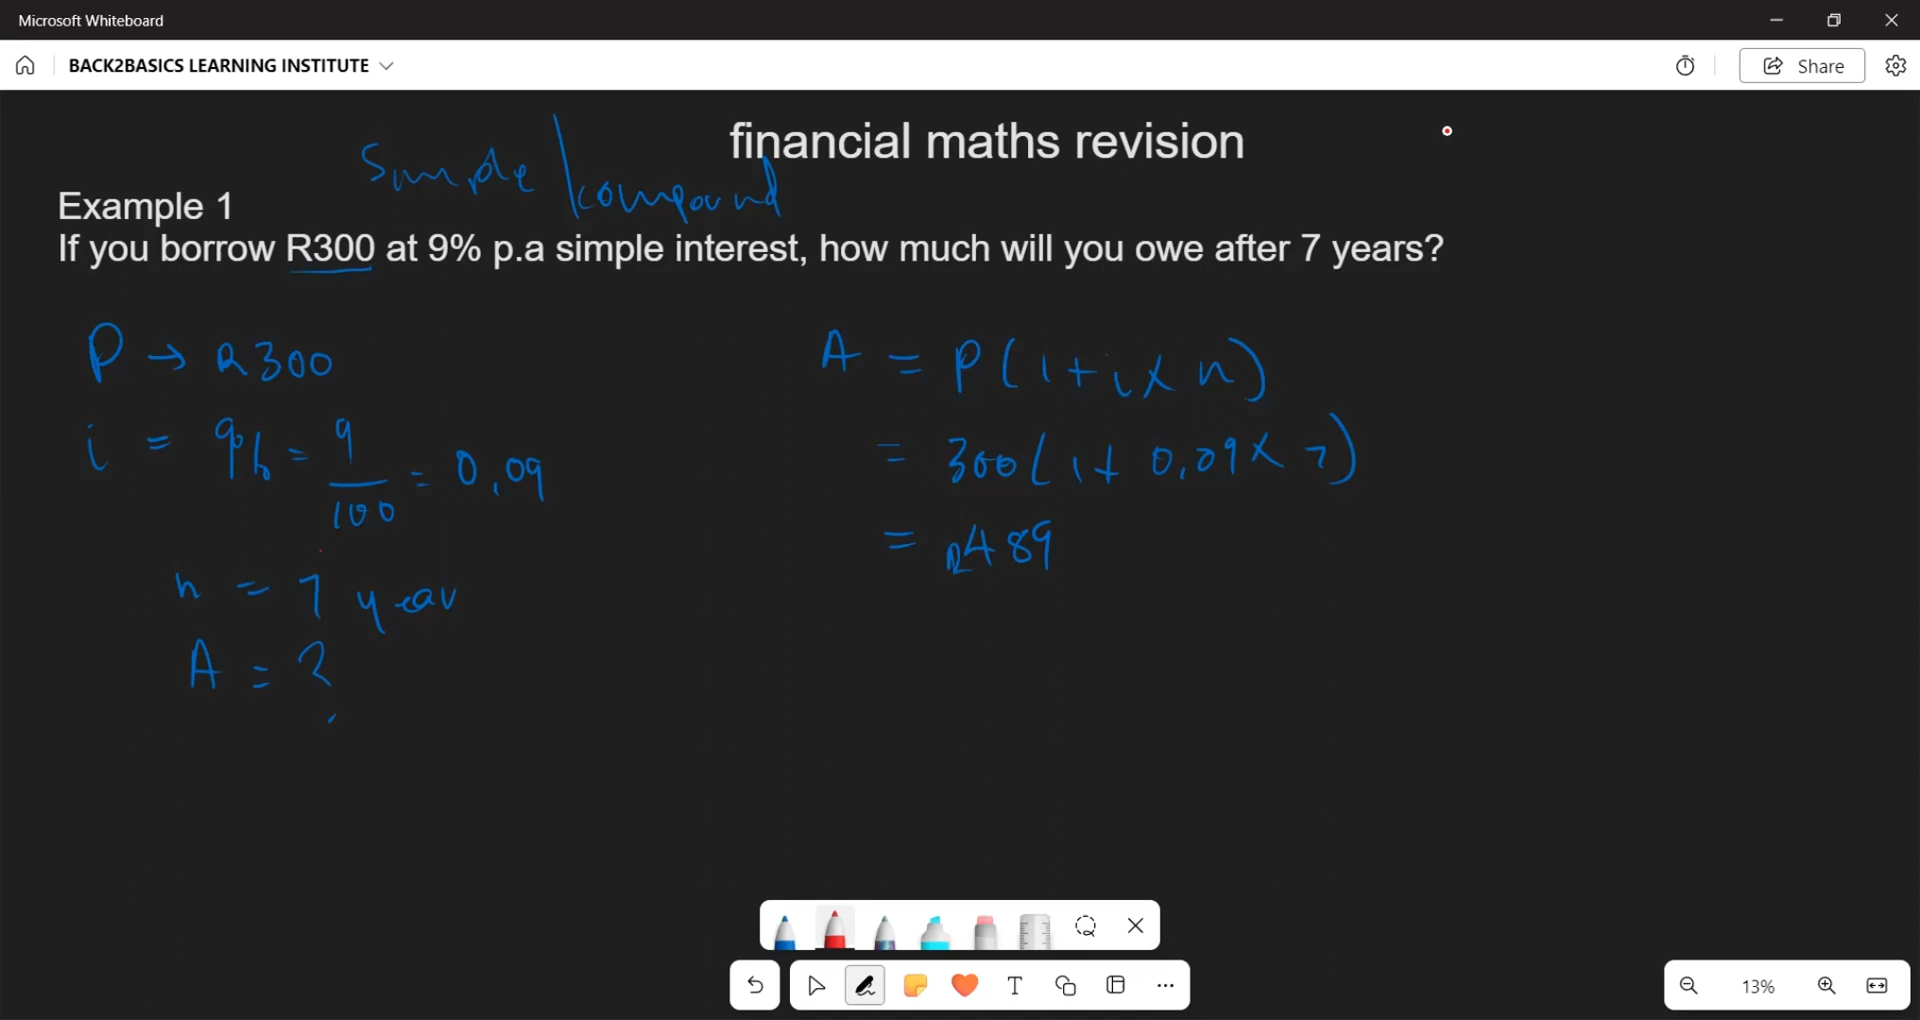 Microsoft Whiteboard
BACK2BASICS LEARNING INSTITUTE
Share
financial maths revision
Simple / compound
Example 1
If you borrow R300 at 9% p.a simple interest, how much will you owe after 7 years?
P → R300
i = 9% = 9/100 = 0,09
n = 7 year
A = ?
A = P(1+i×n)
= 300(1+0,09×7)
= R489
13%